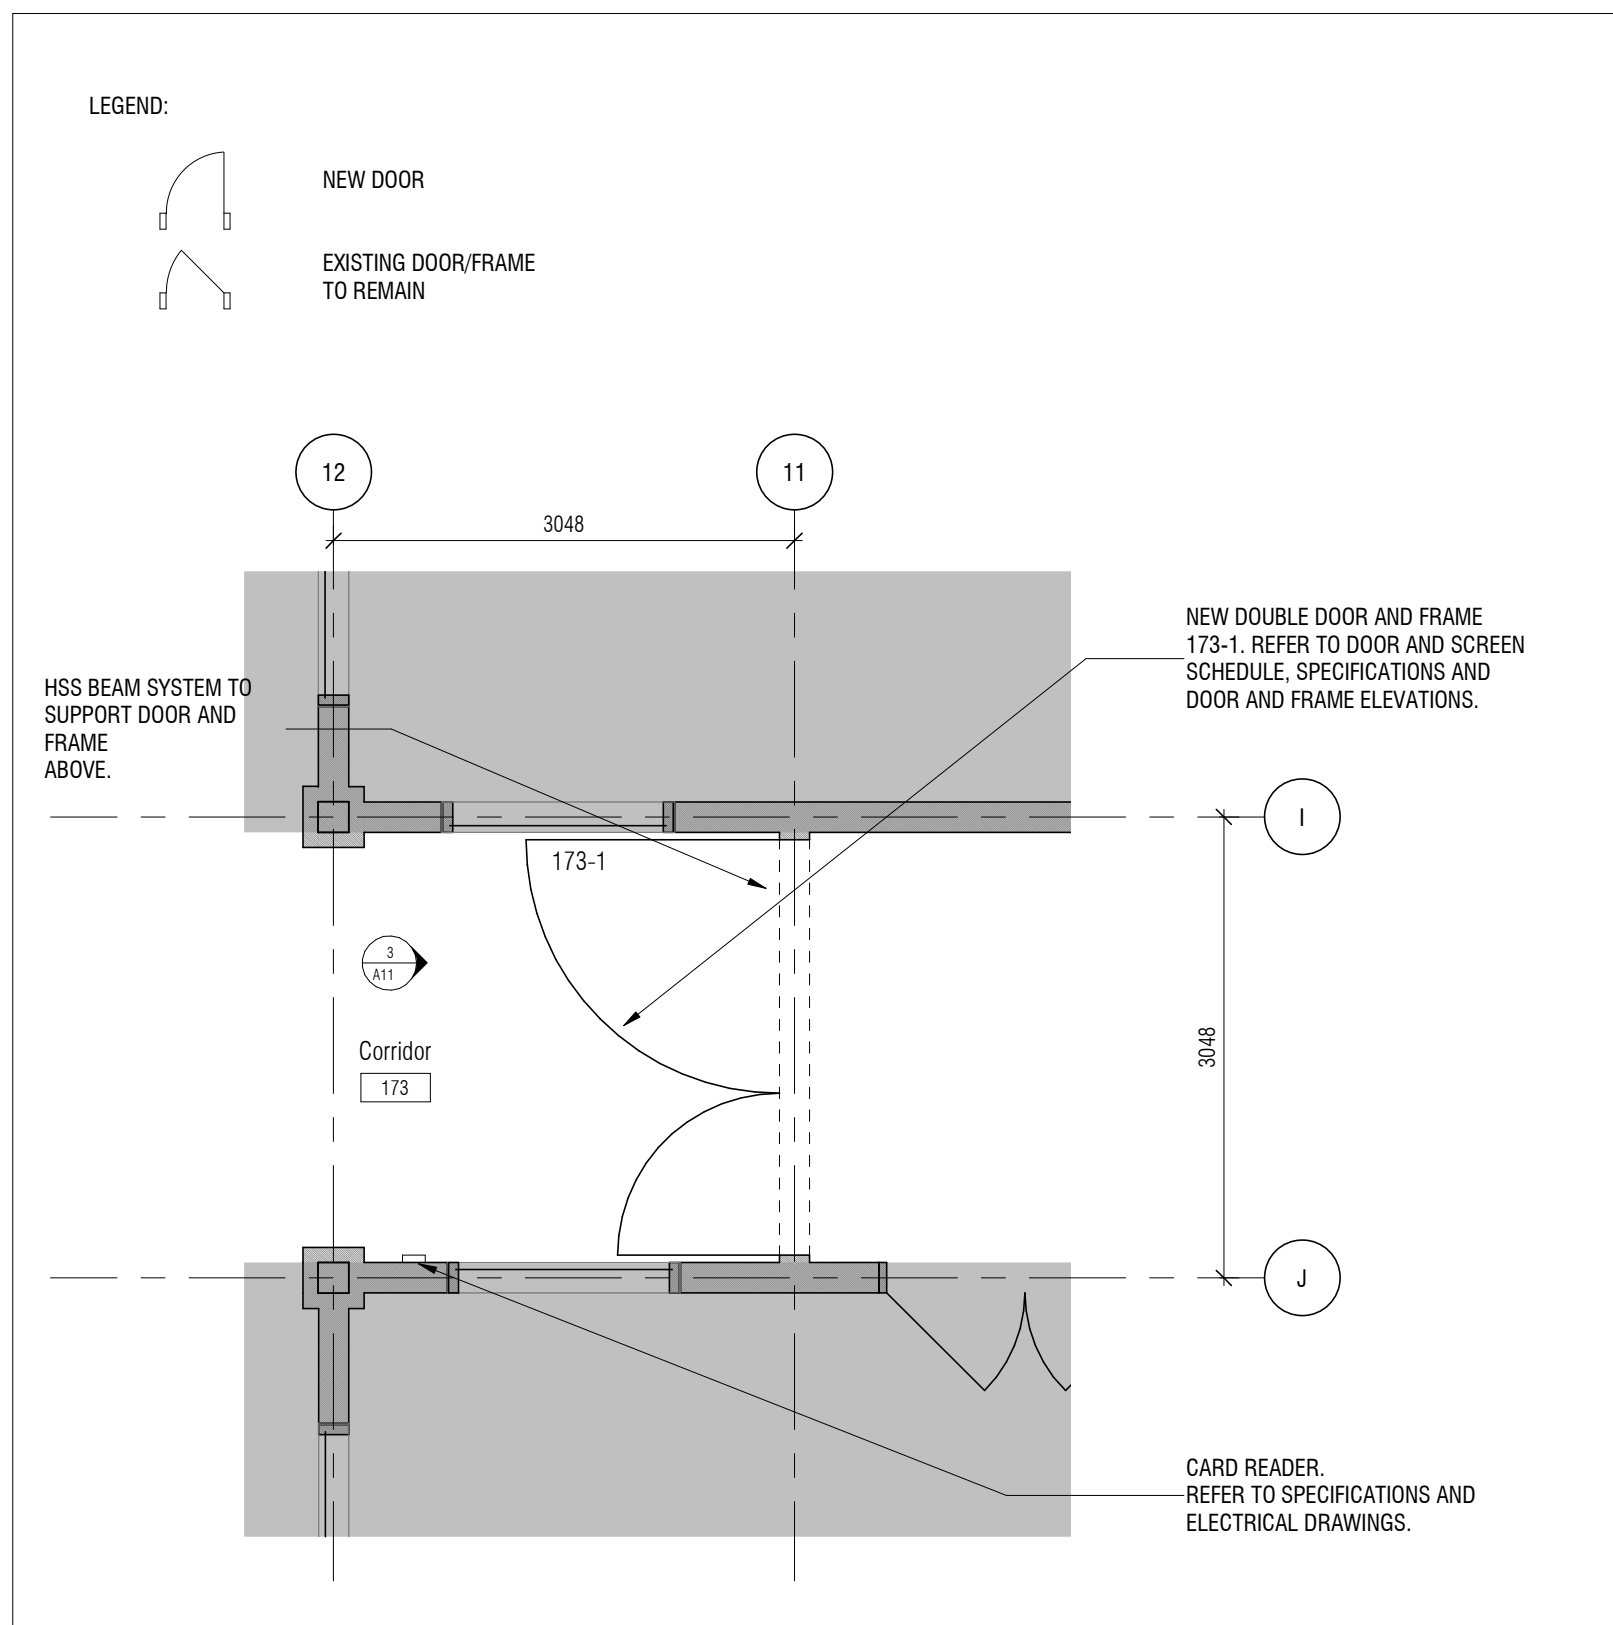 LEGEND:
NEW DOOR
EXISTING DOOR/FRAME
TO REMAIN
12
11
3048
NEW DOUBLE DOOR AND FRAME
173-1. REFER TO DOOR AND SCREEN
SCHEDULE, SPECIFICATIONS AND
DOOR AND FRAME ELEVATIONS.
HSS BEAM SYSTEM TO
SUPPORT DOOR AND
FRAME
ABOVE.
I
173-1
3
A11
Corridor
173
3048
J
CARD READER.
REFER TO SPECIFICATIONS AND
ELECTRICAL DRAWINGS.